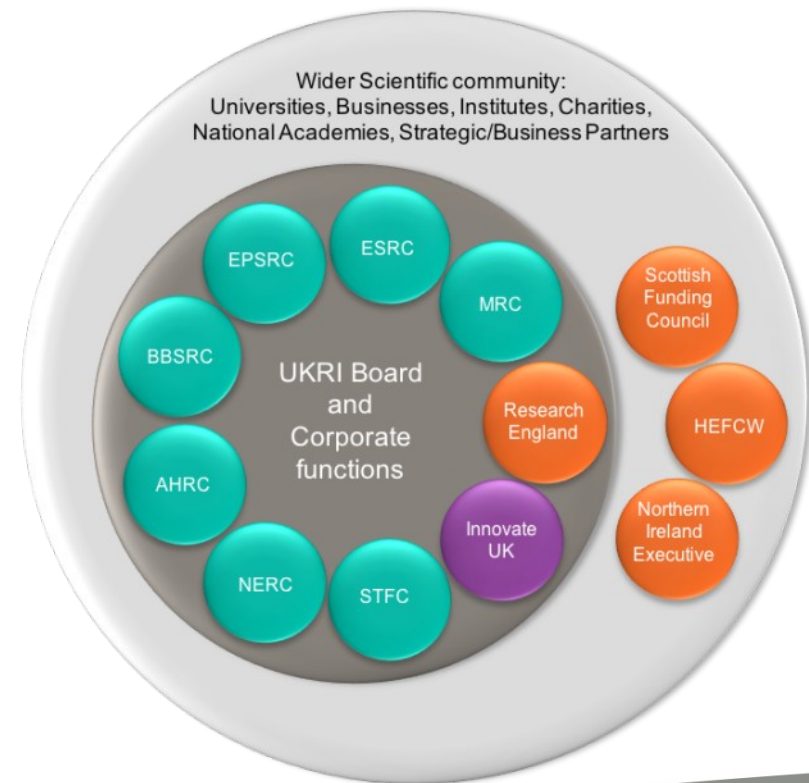 Wider Scientific community:
Universities, Businesses, Institutes, Charities,
National Academies, Strategic/Business Partners
EPSRC
ESRC
MRC
BBSRC
AHRC
NERC
STFC
Innovate
UK
Research
England
UKRI Board
and
Corporate
functions
Scottish
Funding
Council
HEFCW
Northern
Ireland
Executive